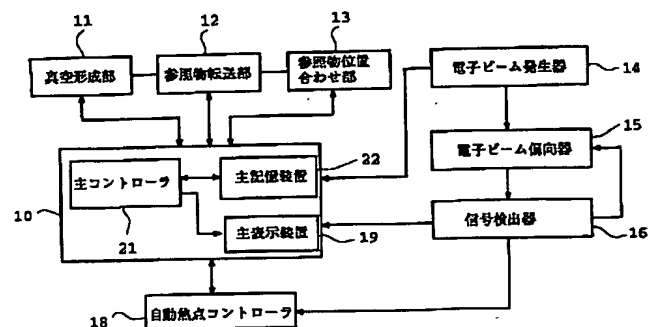 11
12
13
真空形成部
参照物転送部
参照物位置
合わせ部
電子ビーム発生器
14
15
電子ビーム偏向器
22
主コントローラ
主記憶装置
10
21
主表示装置
19
信号検出器
16
18
自動焦点コントローラ